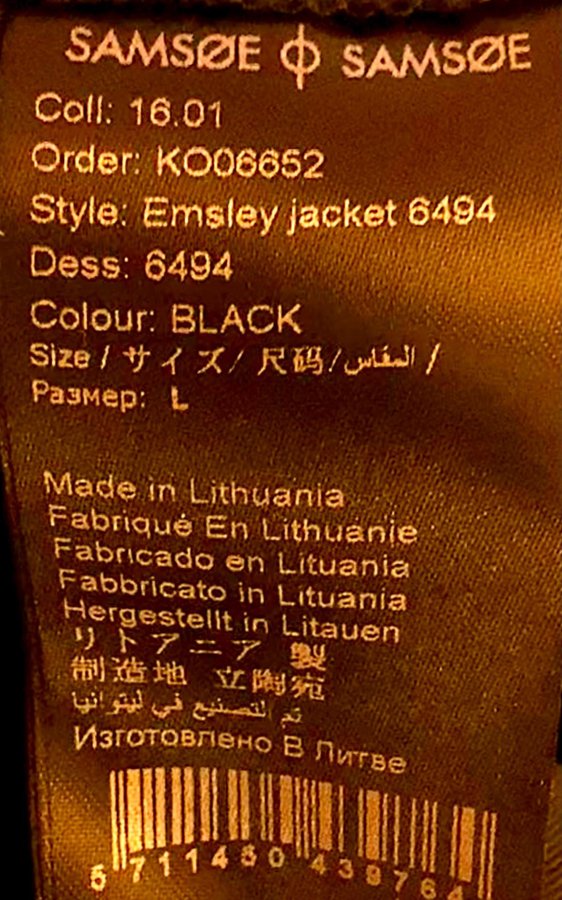 SAMSØE ϕ SAMSØE
Coll: 16.01
Order: KO06652
Style: Emsley jacket 6494
Dess: 6494
Colour: BLACK
Size / サイズ/ 尺码/المقاس /
Размер: L
Made in Lithuania
Fabriqué En Lithuanie
Fabricado en Lituania
Fabbricato in Lituania
Hergestellt in Litauen
リトアニア 製
制造地 立陶宛
تم التصنيع في ليتوانيا
Изготовлено В Литве
5 711480 439764